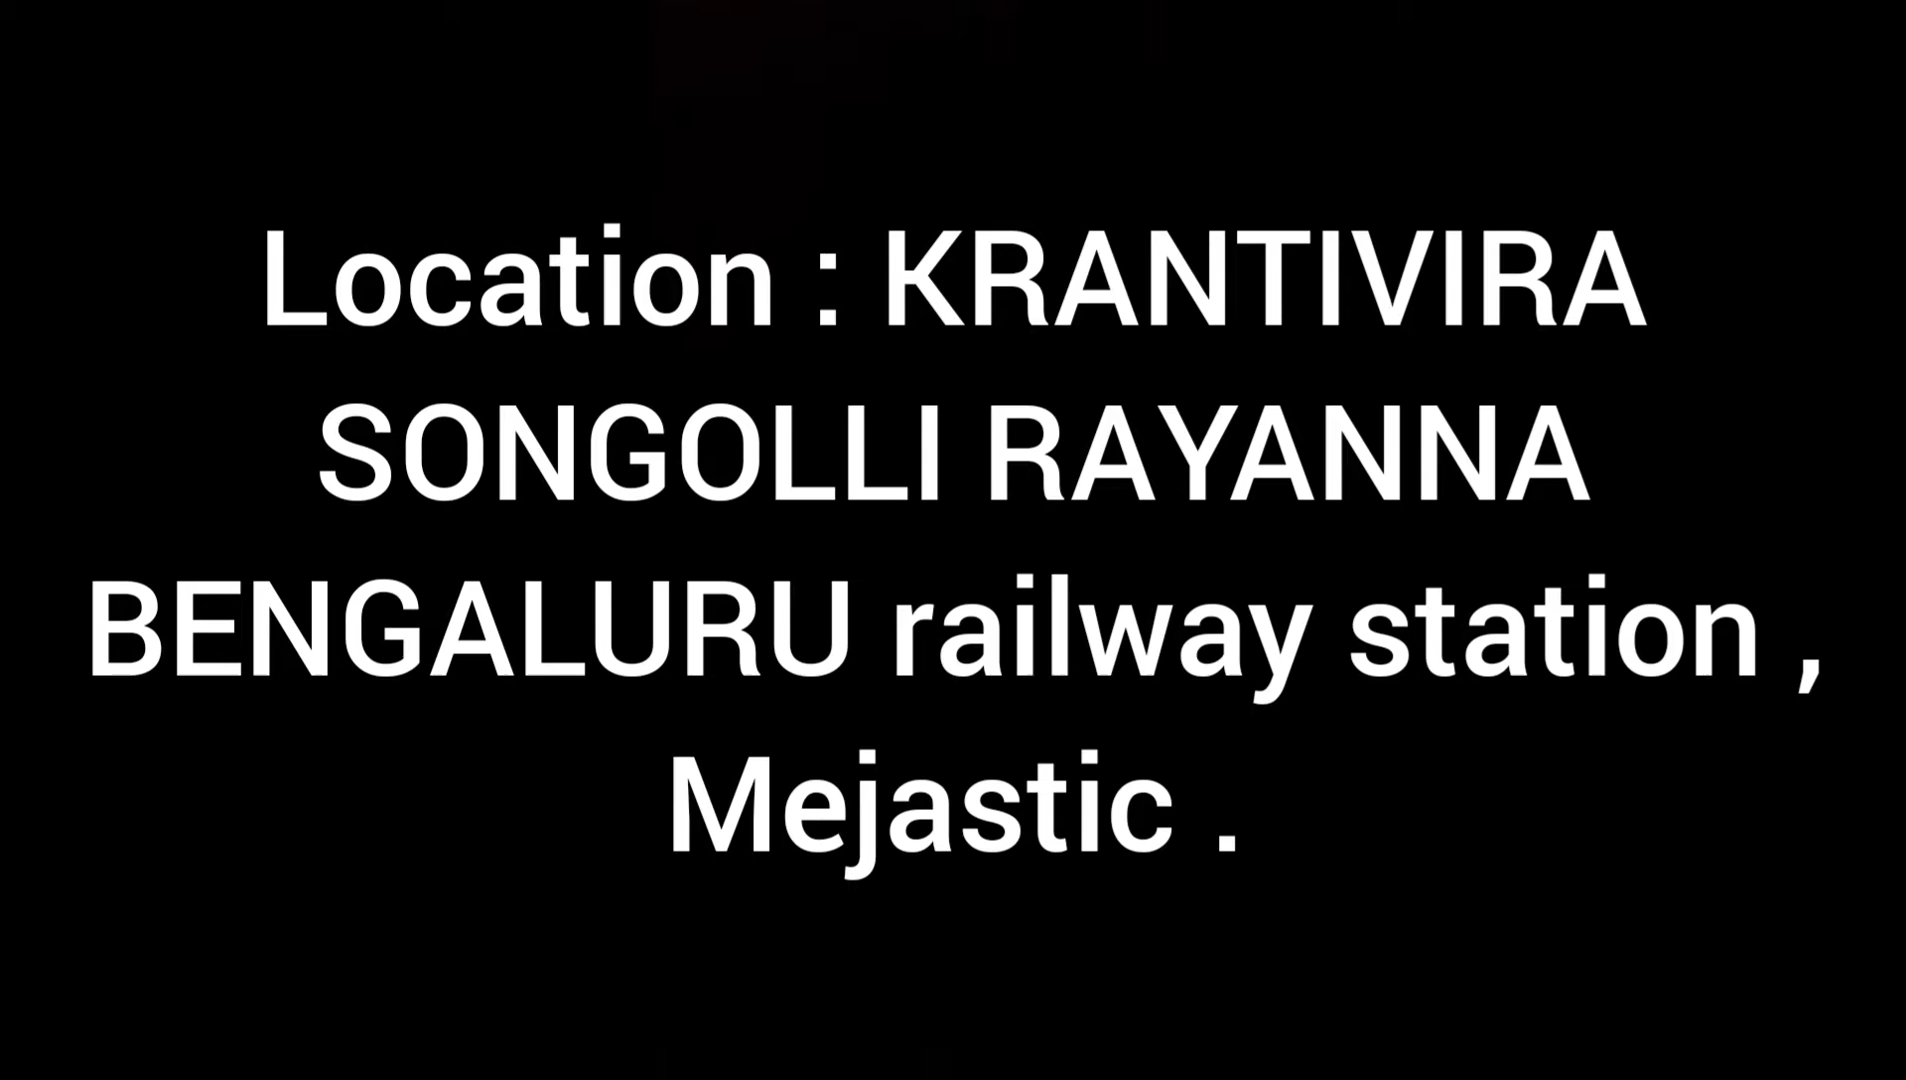 Location : KRANTIVIRA
SONGOLLI RAYANNA
BENGALURU railway station ,
Mejastic .